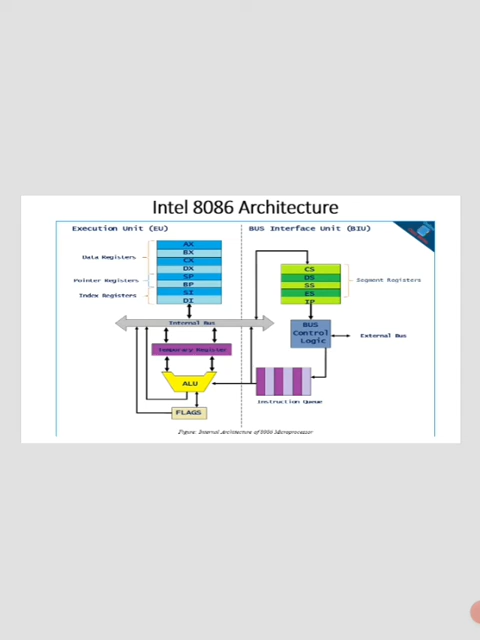 Intel 8086 Architecture
Execution Unit (EU)
BUS Interface Unit (BIU)
Data Registers
Pointer Registers
Index Registers
AX
BX
CX
DX
SP
BP
SI
DI
Internal Bus
Temporary Register
ALU
FLAGS
CS
DS
SS
ES
IP
Segment Registers
BUS
Control
Logic
External Bus
Instruction Queue
Figure: Internal Architecture of 8086 Microprocessor